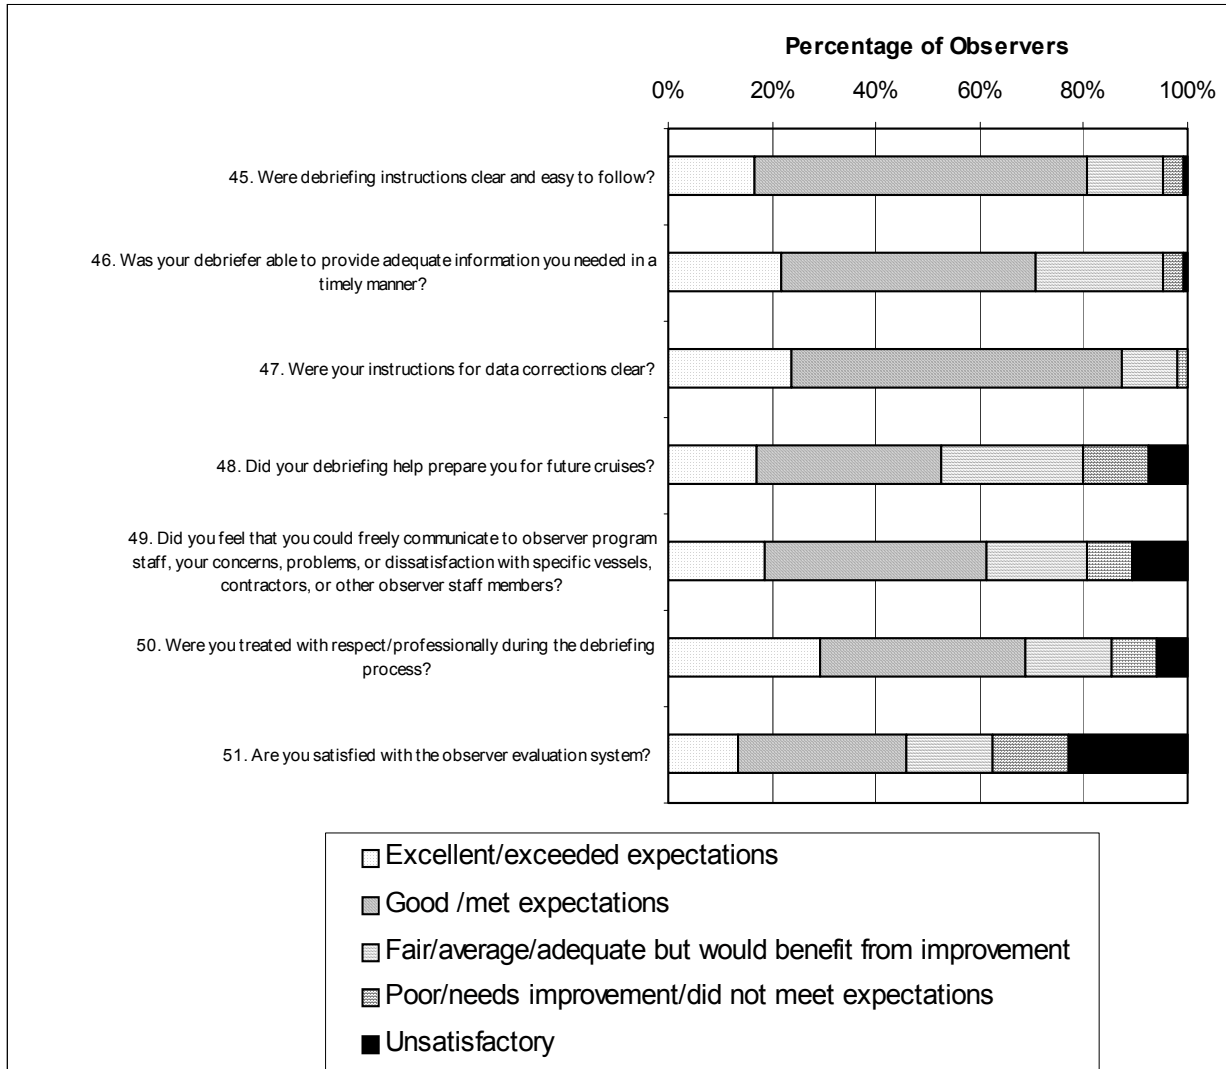 Percentage of Observers
0% 20% 40% 60% 80% 100%
45. Were debriefing instructions clear and easy to follow?
46. Was your debriefer able to provide adequate information you needed in a
timely manner?
47. Were your instructions for data corrections clear?
48. Did your debriefing help prepare you for future cruises?
49. Did you feel that you could freely communicate to observer program
staff, your concerns, problems, or dissatisfaction with specific vessels,
contractors, or other observer staff members?
50. Were you treated with respect/professionally during the debriefing
process?
51. Are you satisfied with the observer evaluation system?
Excellent/exceeded expectations
Good /met expectations
Fair/average/adequate but would benefit from improvement
Poor/needs improvement/did not meet expectations
Unsatisfactory